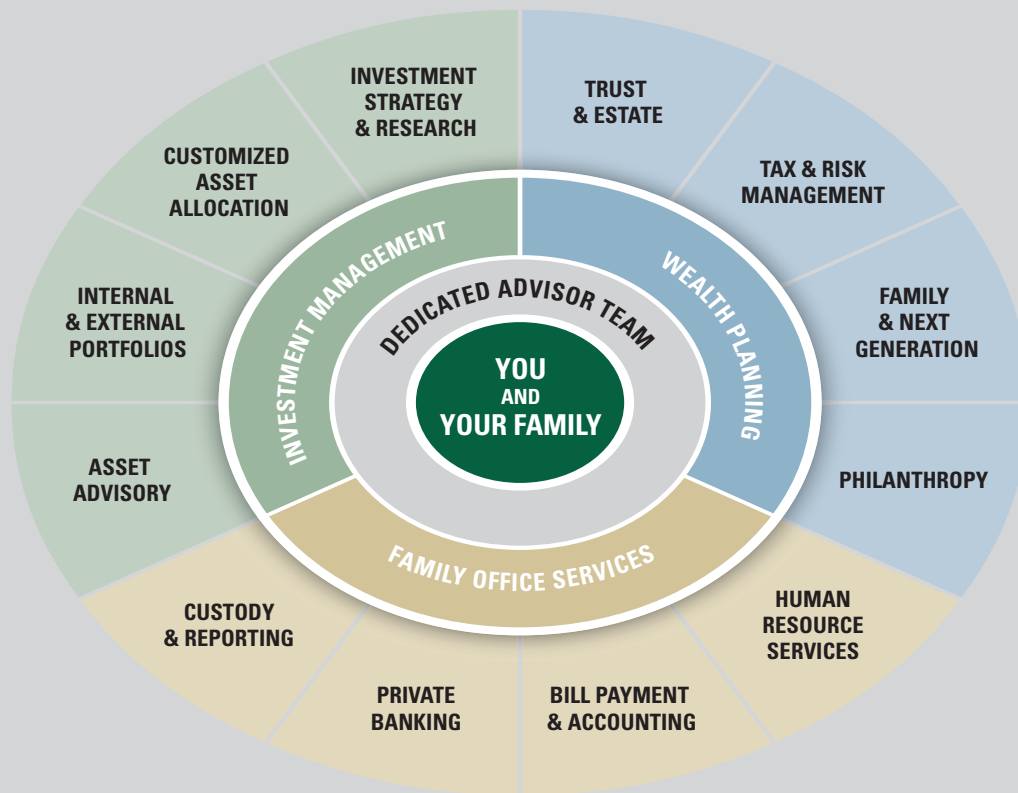 INVESTMENT
STRATEGY
& RESEARCH
TRUST
& ESTATE
CUSTOMIZED
ASSET
ALLOCATION
TAX & RISK
MANAGEMENT
INTERNAL
& EXTERNAL
PORTFOLIOS
FAMILY
& NEXT
GENERATION
ASSET
ADVISORY
PHILANTHROPY
INVESTMENT MANAGEMENT
WEALTH PLANNING
DEDICATED ADVISOR TEAM
YOU
AND
YOUR FAMILY
FAMILY OFFICE SERVICES
CUSTODY
& REPORTING
PRIVATE
BANKING
BILL PAYMENT
& ACCOUNTING
HUMAN
RESOURCE
SERVICES